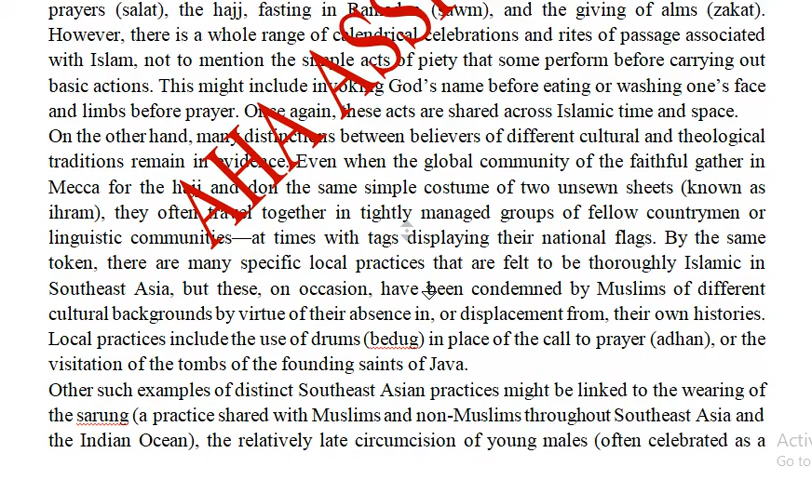 prayers (salat), the hajj, fasting in Ramadan (sawm), and the giving of alms (zakat).
However, there is a whole range of calendrical celebrations and rites of passage associated
with Islam, not to mention the simple acts of piety that some perform before carrying out
basic actions. This might include invoking God's name before eating or washing one's face
and limbs before prayer. Once again, these acts are shared across Islamic time and space.
On the other hand, many distinctions between believers of different cultural and theological
traditions remain in evidence. Even when the global community of the faithful gather in
Mecca for the hajj and don the same simple costume of two unsewn sheets (known as
ihram), they often travel together in tightly managed groups of fellow countrymen or
linguistic communities—at times with tags displaying their national flags. By the same
token, there are many specific local practices that are felt to be thoroughly Islamic in
Southeast Asia, but these, on occasion, have been condemned by Muslims of different
cultural backgrounds by virtue of their absence in, or displacement from, their own histories.
Local practices include the use of drums (bedug) in place of the call to prayer (adhan), or the
visitation of the tombs of the founding saints of Java.
Other such examples of distinct Southeast Asian practices might be linked to the wearing of
the sarung (a practice shared with Muslims and non-Muslims throughout Southeast Asia and
the Indian Ocean), the relatively late circumcision of young males (often celebrated as a
AHA ASS
Activ
Go to